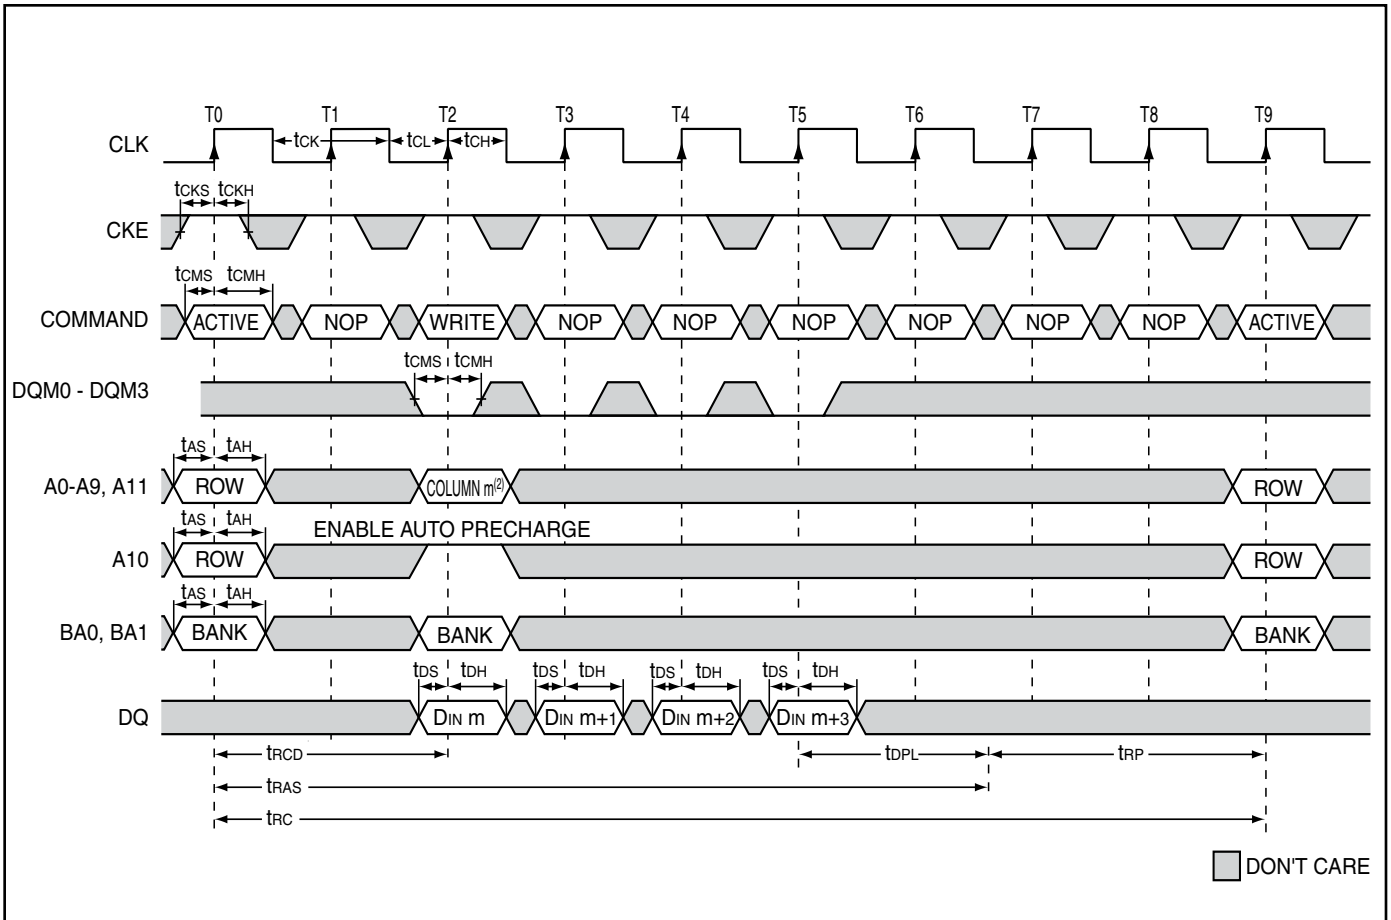 T0 T1 T2 T3 T4 T5 T6 T7 T8 T9
CLK tCK tCL tCH
tCKS tCKH
CKE
tCMS tCMH
COMMAND ACTIVE NOP WRITE NOP NOP NOP NOP NOP NOP ACTIVE
tCMS tCMH
DQM0 - DQM3
tAS tAH
A0-A9, A11 ROW COLUMN m(2) ROW
tAS tAH ENABLE AUTO PRECHARGE
A10 ROW ROW
tAS tAH
BA0, BA1 BANK BANK BANK
tDS tDH tDS tDH tDS tDH tDS tDH
DQ DIN m DIN m+1 DIN m+2 DIN m+3
tRCD tDPL tRP
tRAS
tRC
DON'T CARE